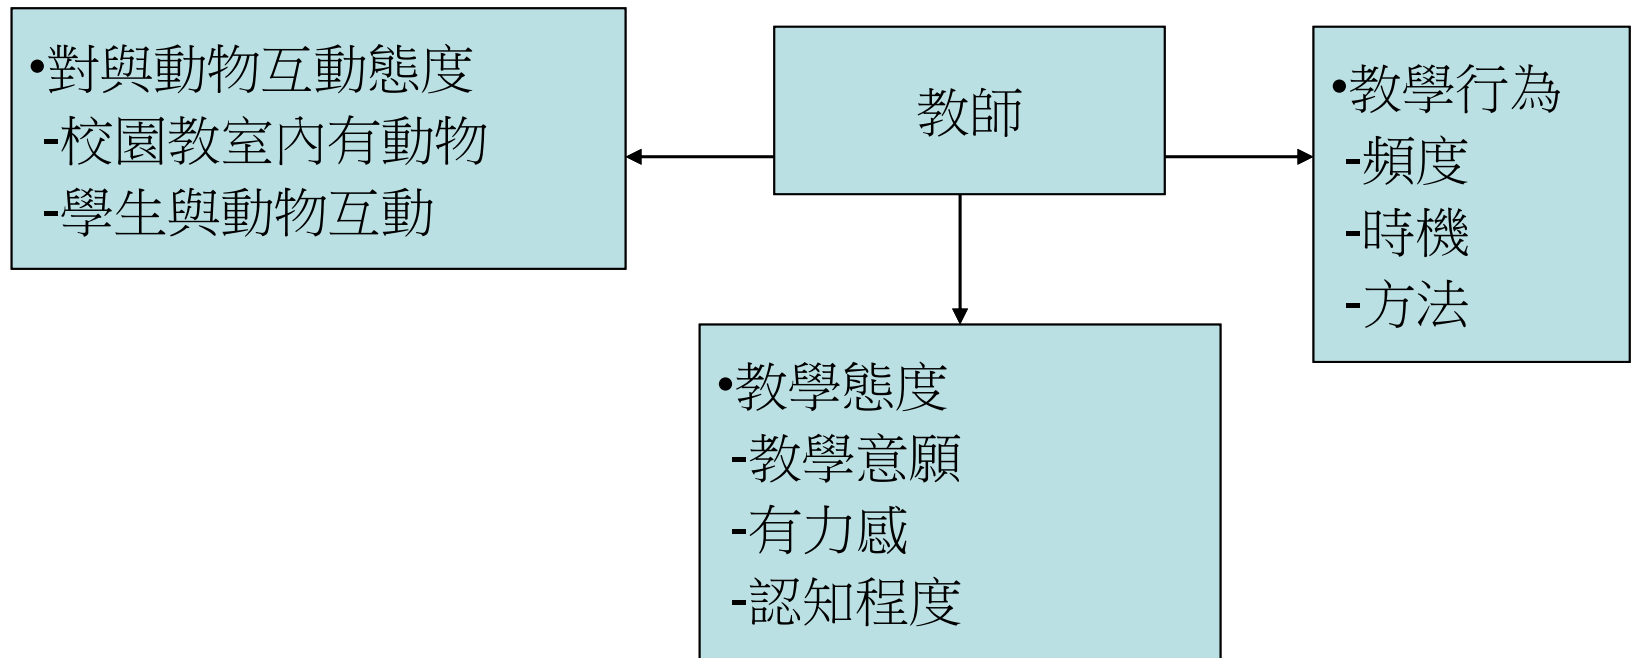 •對與動物互動態度
-校園教室內有動物
-學生與動物互動
教師
•教學行為
-頻度
-時機
-方法
•教學態度
-教學意願
-有力感
-認知程度